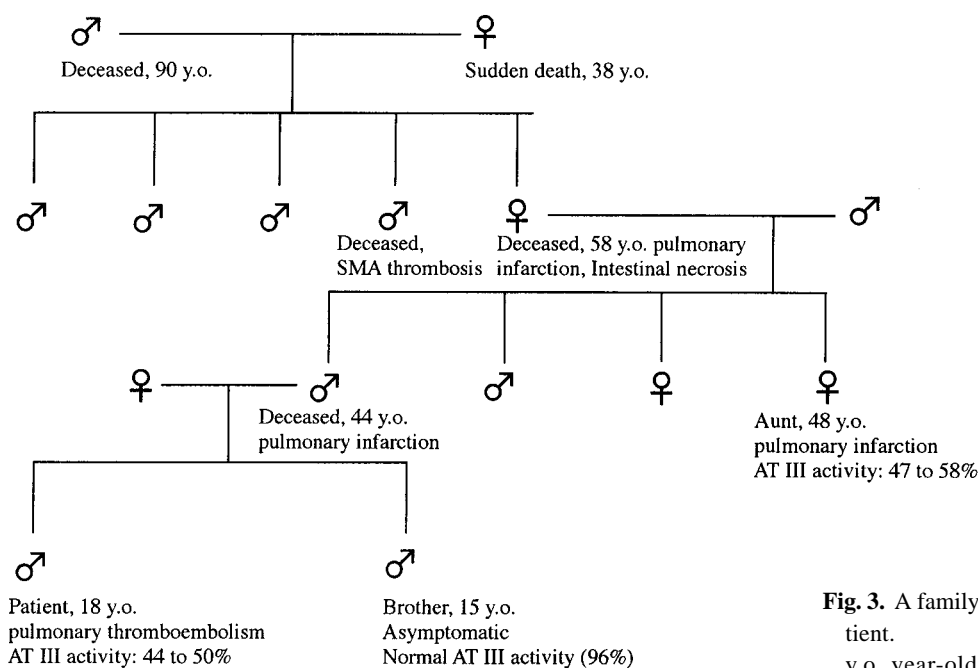 Deceased, 90 y.o.
Sudden death, 38 y.o.
Deceased,
SMA thrombosis
Deceased, 58 y.o. pulmonary
infarction, Intestinal necrosis
Deceased, 44 y.o.
pulmonary infarction
Aunt, 48 y.o.
pulmonary infarction
AT III activity: 47 to 58%
Patient, 18 y.o.
pulmonary thromboembolism
AT III activity: 44 to 50%
Brother, 15 y.o.
Asymptomatic
Normal AT III activity (96%)
Fig. 3. A family
tient.
y.o. year-old